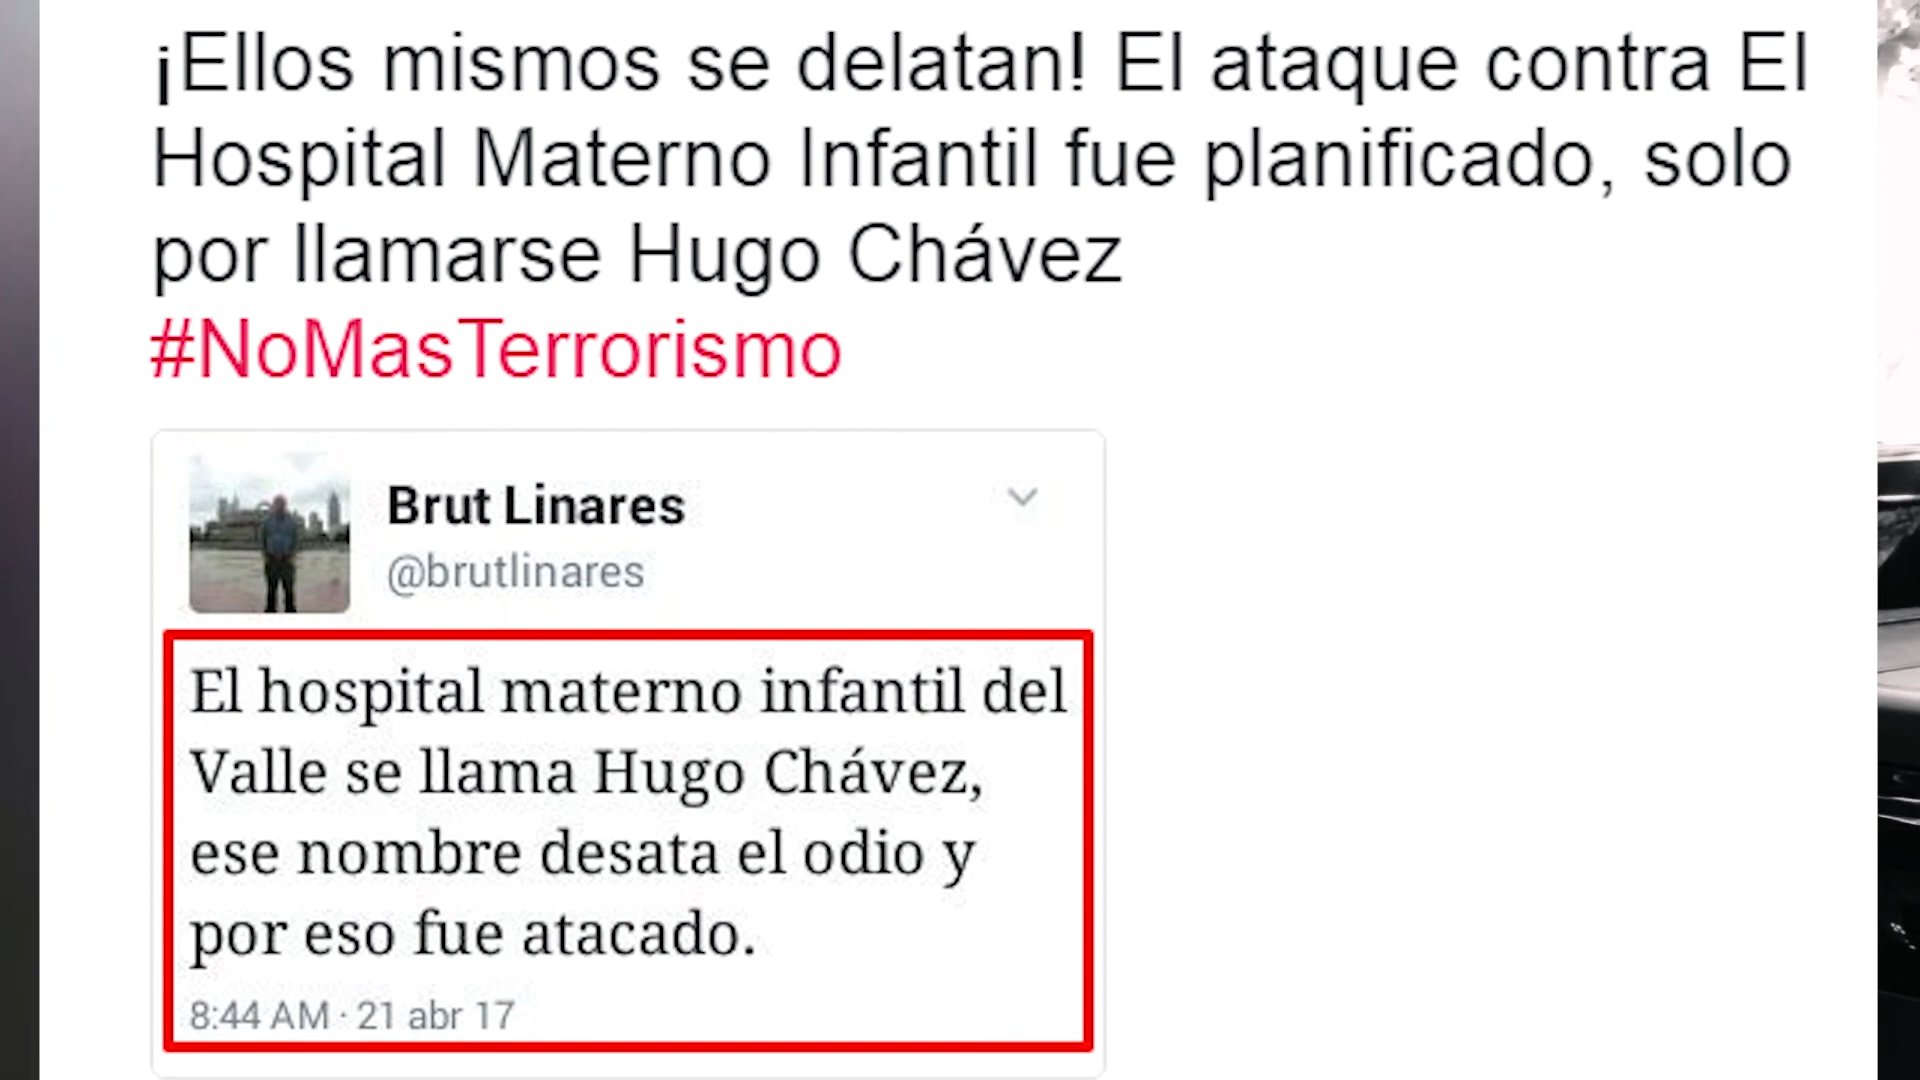 ¡Ellos mismos se delatan! El ataque contra El
Hospital Materno Infantil fue planificado, solo
por llamarse Hugo Chávez
#NoMasTerrorismo
Brut Linares
@brutlinares
El hospital materno infantil del
Valle se llama Hugo Chávez,
ese nombre desata el odio y
por eso fue atacado.
8:44 AM · 21 abr 17